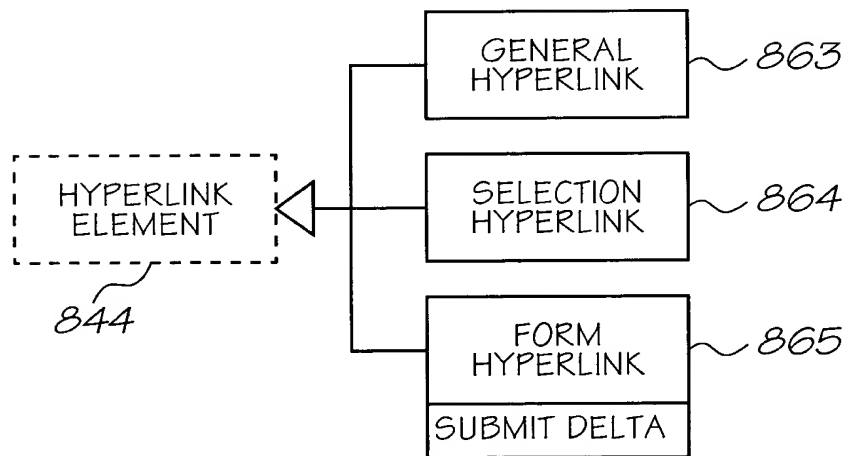 GENERAL
HYPERLINK
863
HYPERLINK
ELEMENT
844
SELECTION
HYPERLINK
864
FORM
HYPERLINK
865
SUBMIT DELTA